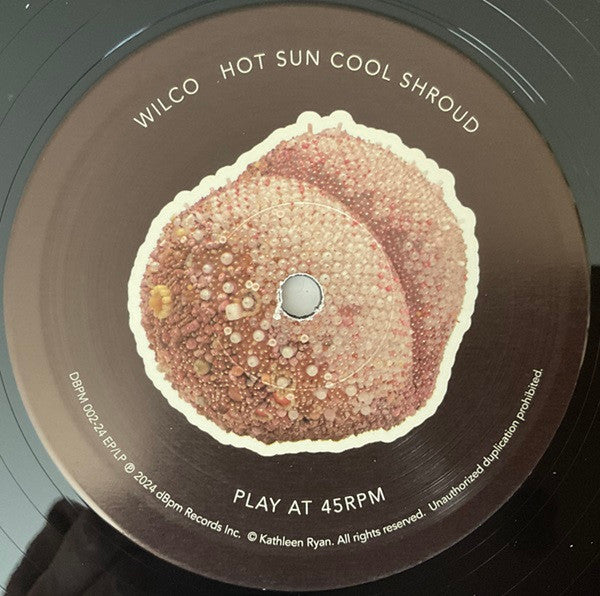 WILCO HOT SUN COOL SHROUD
PLAY AT 45RPM
DBPM 002-24 EP/LP ℗ 2024 dBpm Records Inc. © Kathleen Ryan. All rights reserved. Unauthorized duplication prohibited.